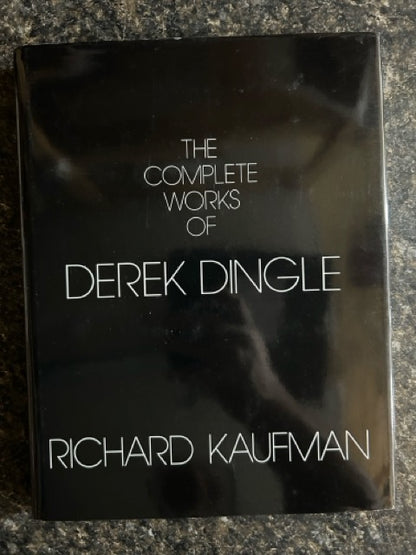 THE
COMPLETE
WORKS
OF
DEREK DINGLE
RICHARD KAUFMAN